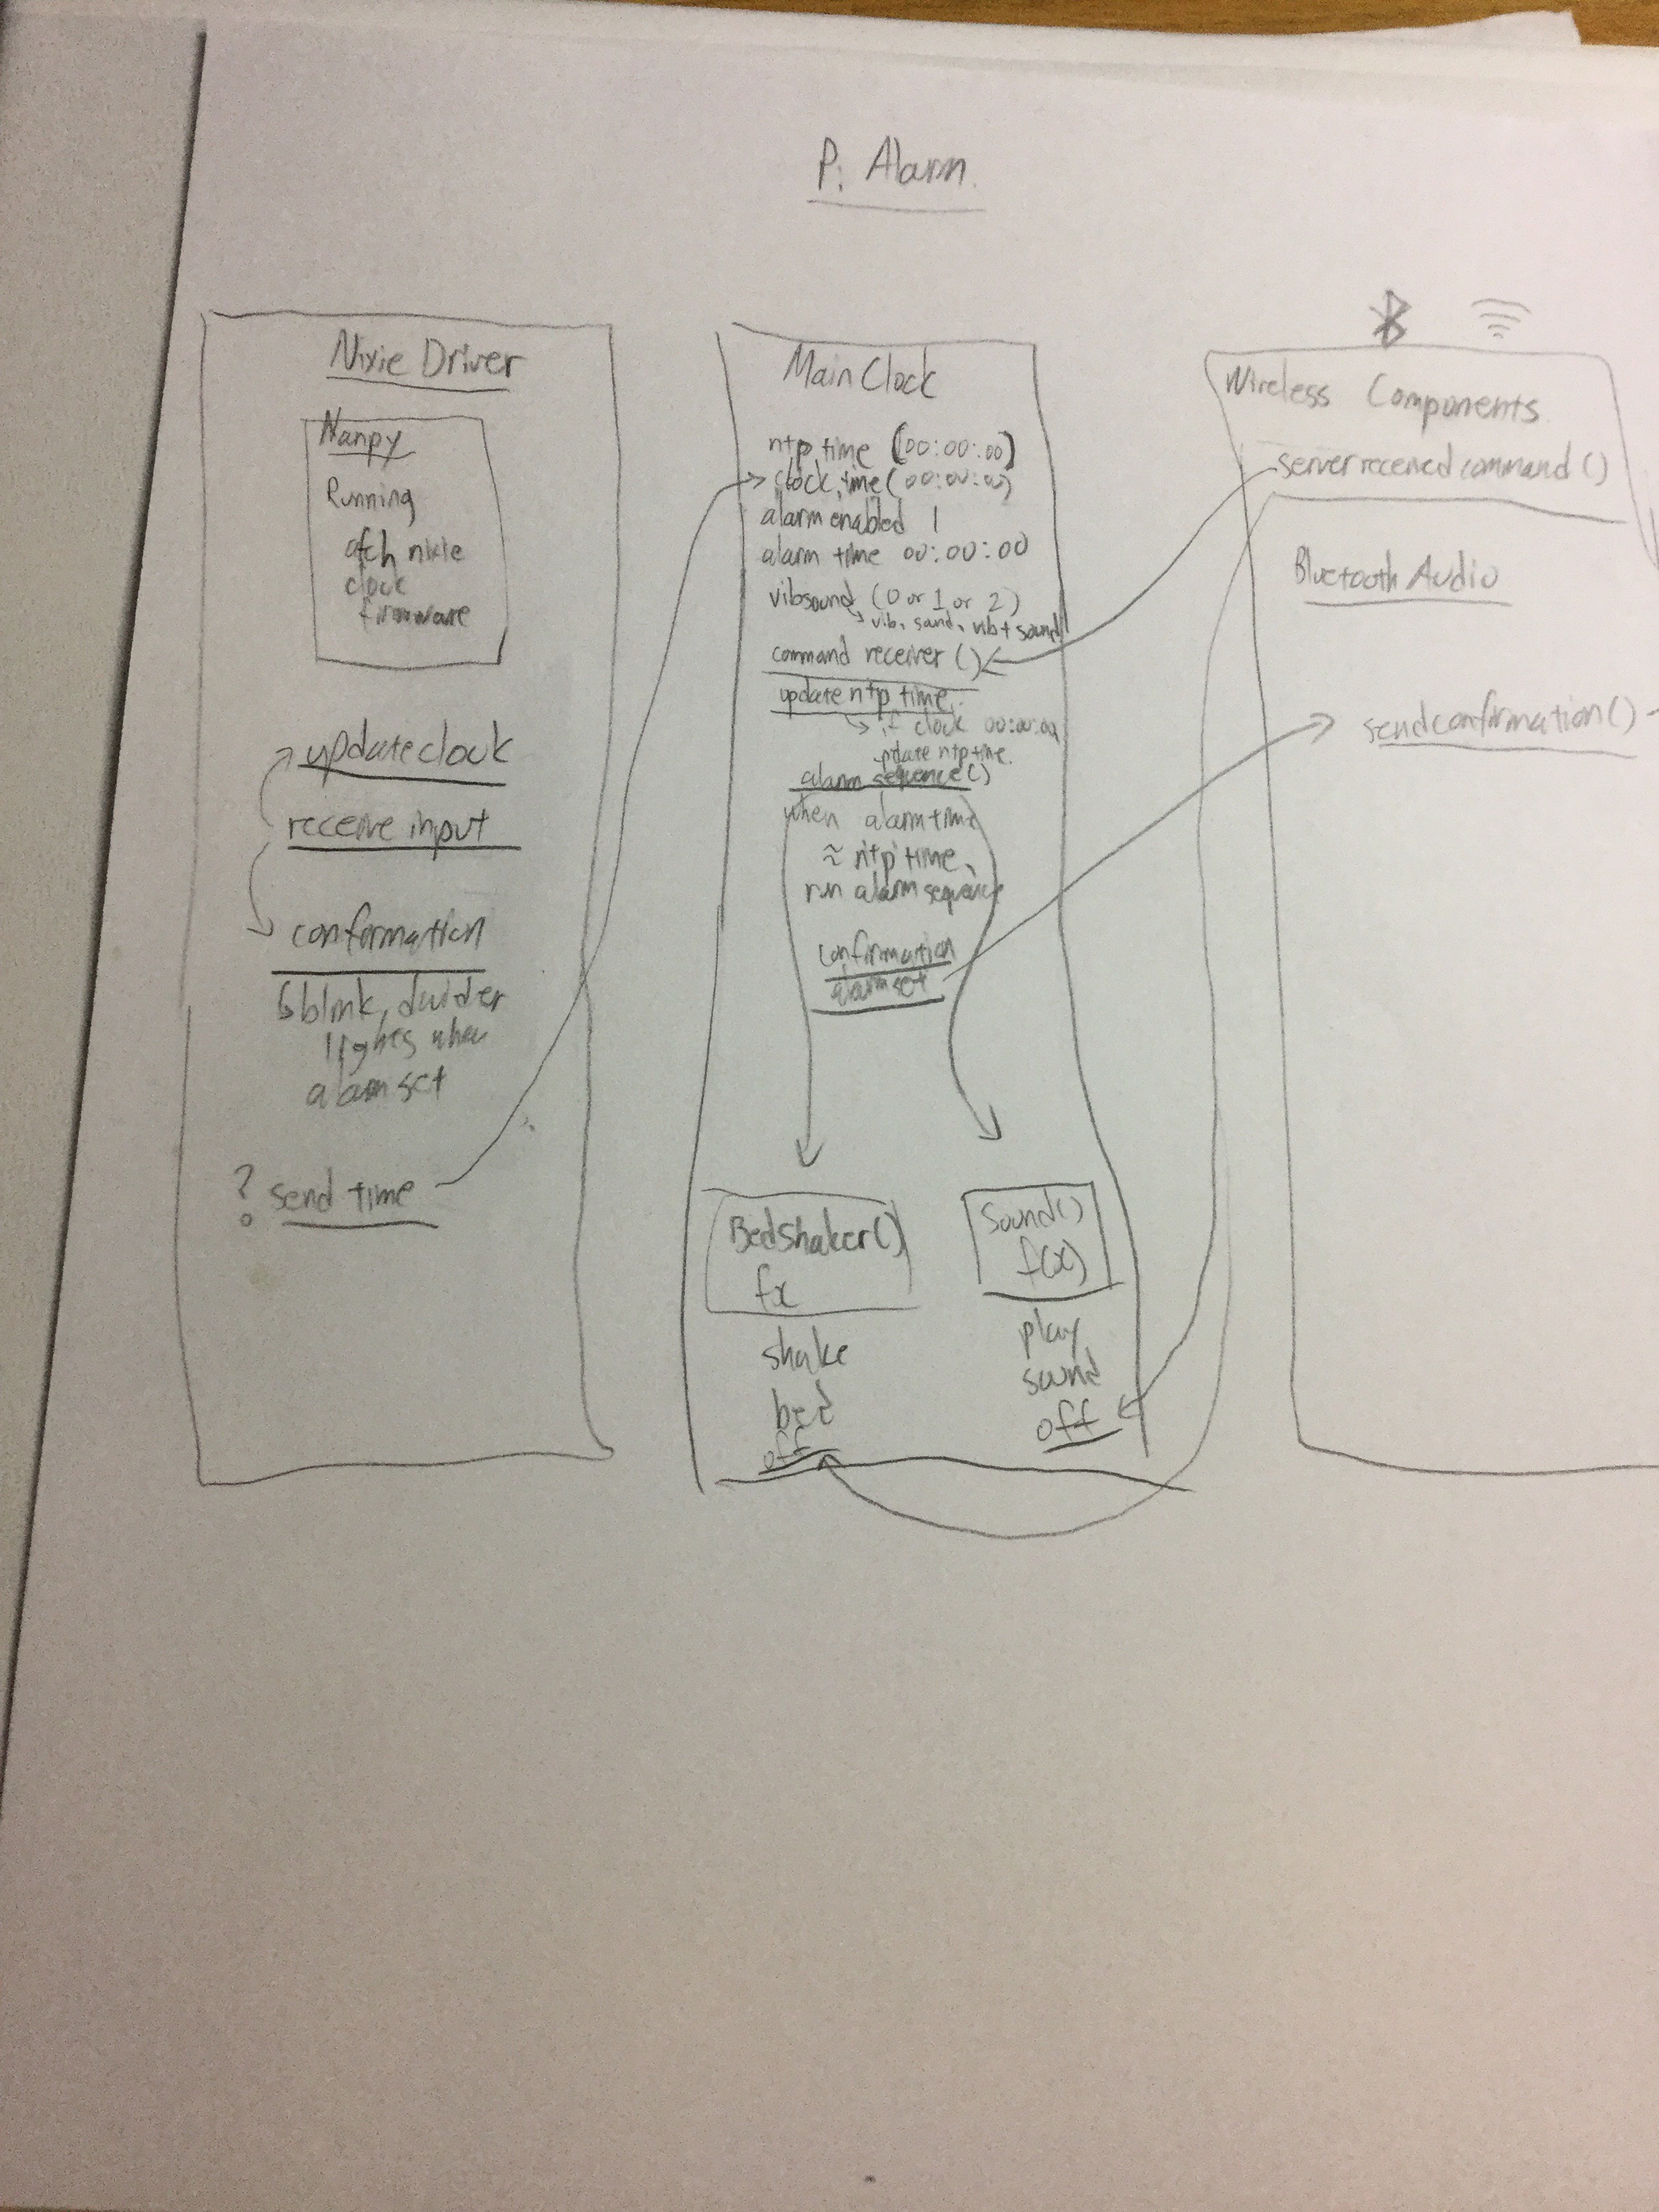 Pi Alarm
Nixie Driver
Nanpy
Running
afch nixie
clock
firmware
updateclock
receive input
confirmation
blink, divider
lights when
alarm set
? send time
Main Clock
ntp time (00:00:00)
clock, time (00:00:00)
alarm enabled 1
alarm time 00:00:00
vibsound (0 or 1 or 2)
vib, sound, vib + sound
command receiver ()
update ntp time
if clock 00:00:00
update ntp time.
alarm sequence()
when alarm time
≈ ntp time,
run alarm sequence
confirmation
alarm set
BedShaker()
fx
shake
bed
off
Sound()
f(x)
play
sound
off
Wireless Components
server recieved command ()
Bluetooth Audio
sendconfirmation()